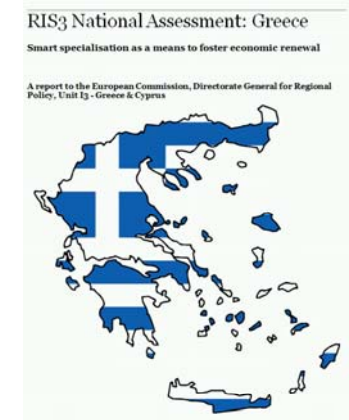 RIS3 National Assessment: Greece
Smart specialisation as a means to foster economic renewal
A report to the European Commission, Directorate General for Regional
Policy, Unit I3 - Greece & Cyprus